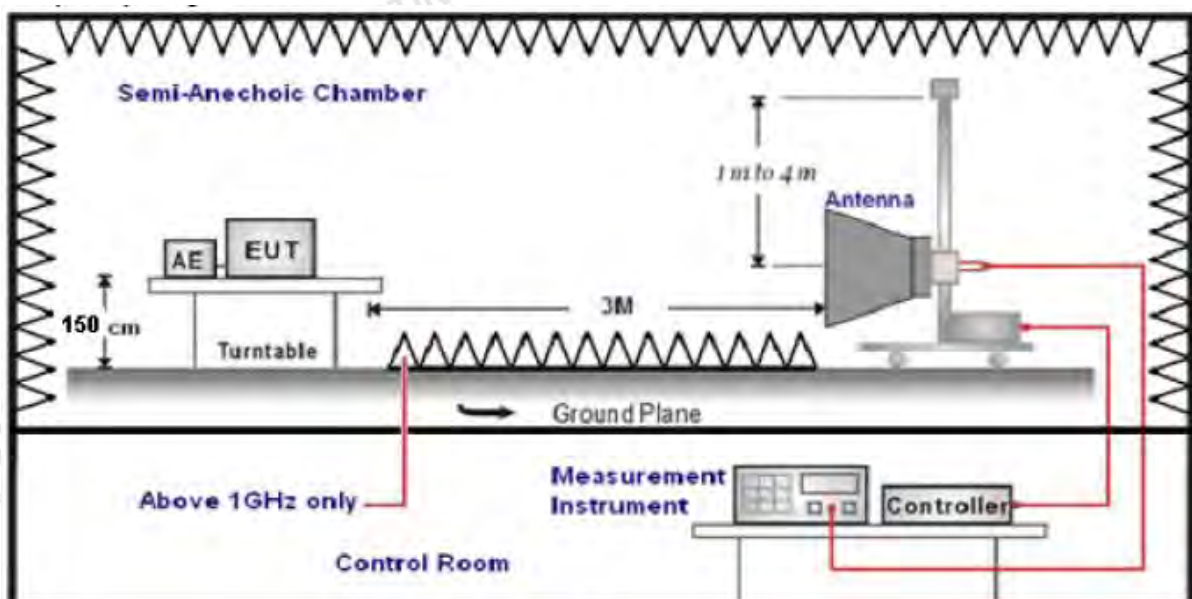 Semi-Anechoic Chamber
1 m to 4 m
Antenna
AE
EUT
150 cm
3M
Turntable
Ground Plane
Above 1GHz only
Measurement
Instrument
Controller
Control Room